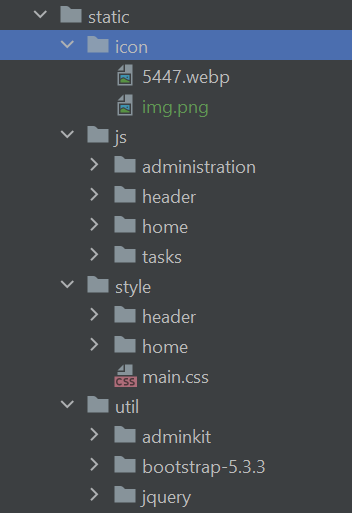 static
icon
5447.webp
img.png
js
administration
header
home
tasks
style
header
home
CSS
main.css
util
adminkit
bootstrap-5.3.3
jquery